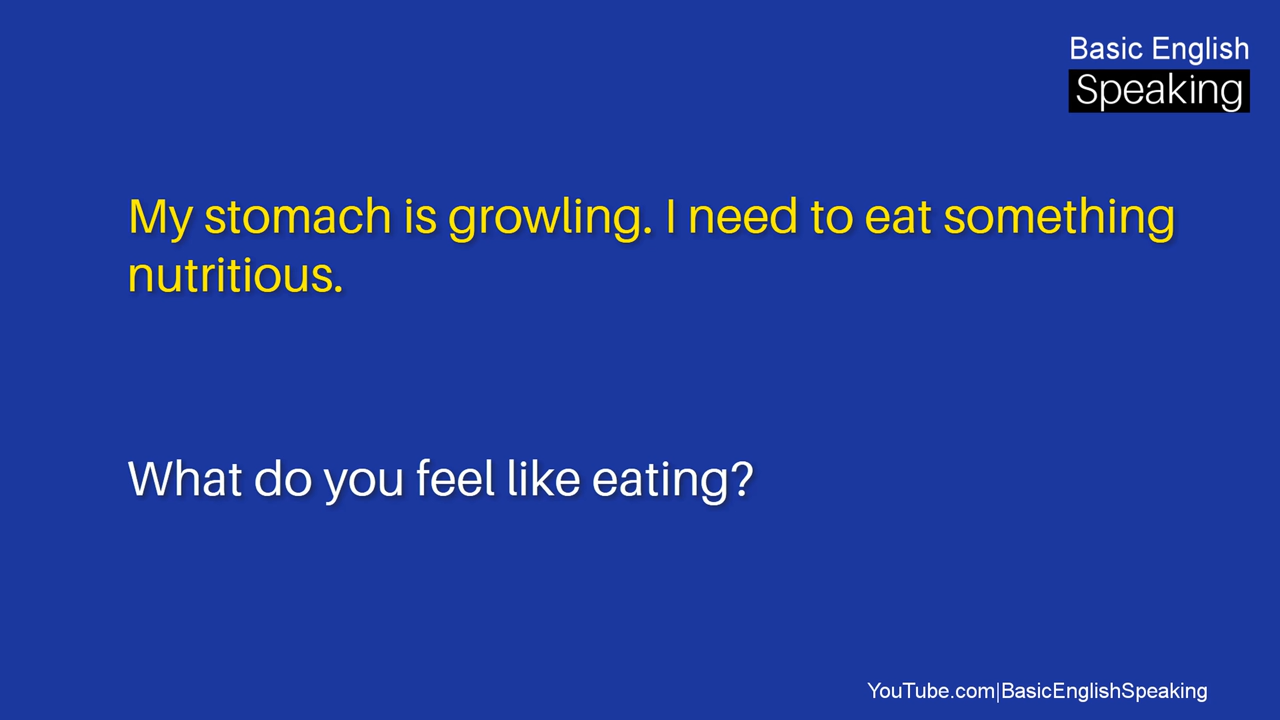 Basic English
Speaking
My stomach is growling. I need to eat something
nutritious.
What do you feel like eating?
YouTube.com|BasicEnglishSpeaking